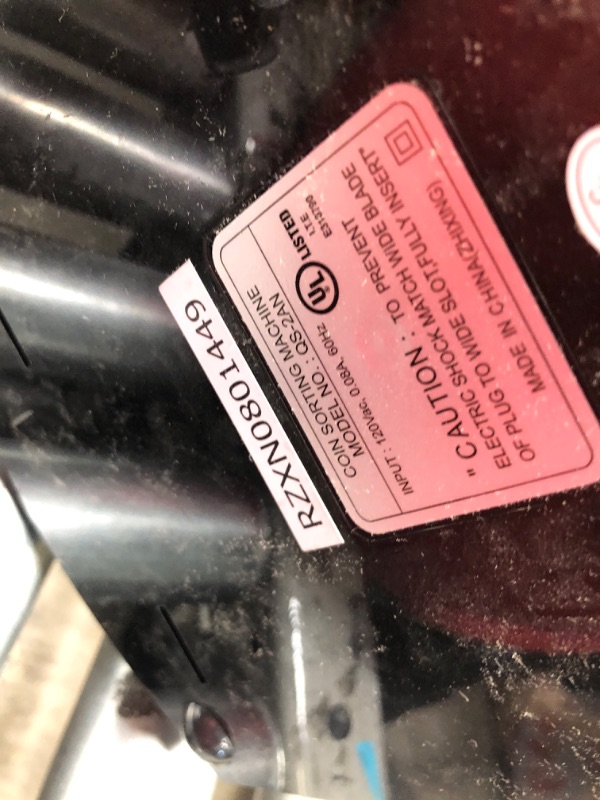 COIN SORTING MACHINE
MODEL NO. : QS-2AN
INPUT : 120Vac, 0.08A, 60Hz
UL LISTED
I.T.E.
" CAUTION : TO PREVENT
ELECTRIC SHOCK MATCH WIDE BLADE
OF PLUG TO WIDE SLOT,FULLY INSERT"
MADE IN CHINA(ZHIXING)
RZXN0801449